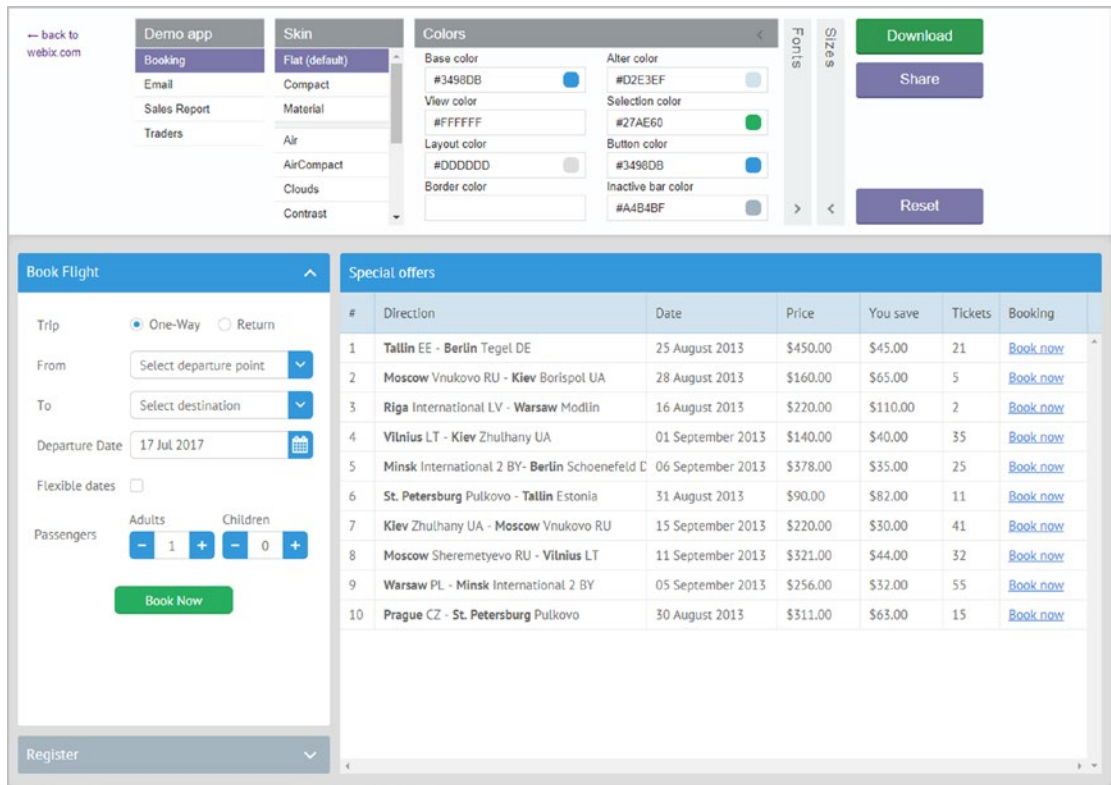 ← back to
webix.com
Demo app
Booking
Email
Sales Report
Traders
Skin
Flat (default)
Compact
Material
Air
AirCompact
Clouds
Contrast
Colors
Base color
#3498DB
View color
#FFFFFF
Layout color
#DDDDDD
Border color
Alter color
#D2E3EF
Selection color
#27AE60
Button color
#3498DB
Inactive bar color
#A4B4BF
Fonts
Sizes
Download
Share
Reset
Book Flight
Trip One-Way Return
From Select departure point
To Select destination
Departure Date 17 Jul 2017
Flexible dates
Adults Children
Passengers - 1 + - 0 +
Book Now
Register
Special offers
# Direction Date Price You save Tickets Booking
1 Tallin EE - Berlin Tegel DE 25 August 2013 $450.00 $45.00 21 Book now
2 Moscow Vnukovo RU - Kiev Borispol UA 28 August 2013 $160.00 $65.00 5 Book now
3 Riga International LV - Warsaw Modlin 16 August 2013 $220.00 $110.00 2 Book now
4 Vilnius LT - Kiev Zhulhany UA 01 September 2013 $140.00 $40.00 35 Book now
5 Minsk International 2 BY- Berlin Schoenefeld D 06 September 2013 $378.00 $35.00 25 Book now
6 St. Petersburg Pulkovo - Tallin Estonia 31 August 2013 $90.00 $82.00 11 Book now
7 Kiev Zhulhany UA - Moscow Vnukovo RU 15 September 2013 $220.00 $30.00 41 Book now
8 Moscow Sheremetyevo RU - Vilnius LT 11 September 2013 $321.00 $44.00 32 Book now
9 Warsaw PL - Minsk International 2 BY 05 September 2013 $256.00 $32.00 55 Book now
10 Prague CZ - St. Petersburg Pulkovo 30 August 2013 $311.00 $63.00 15 Book now